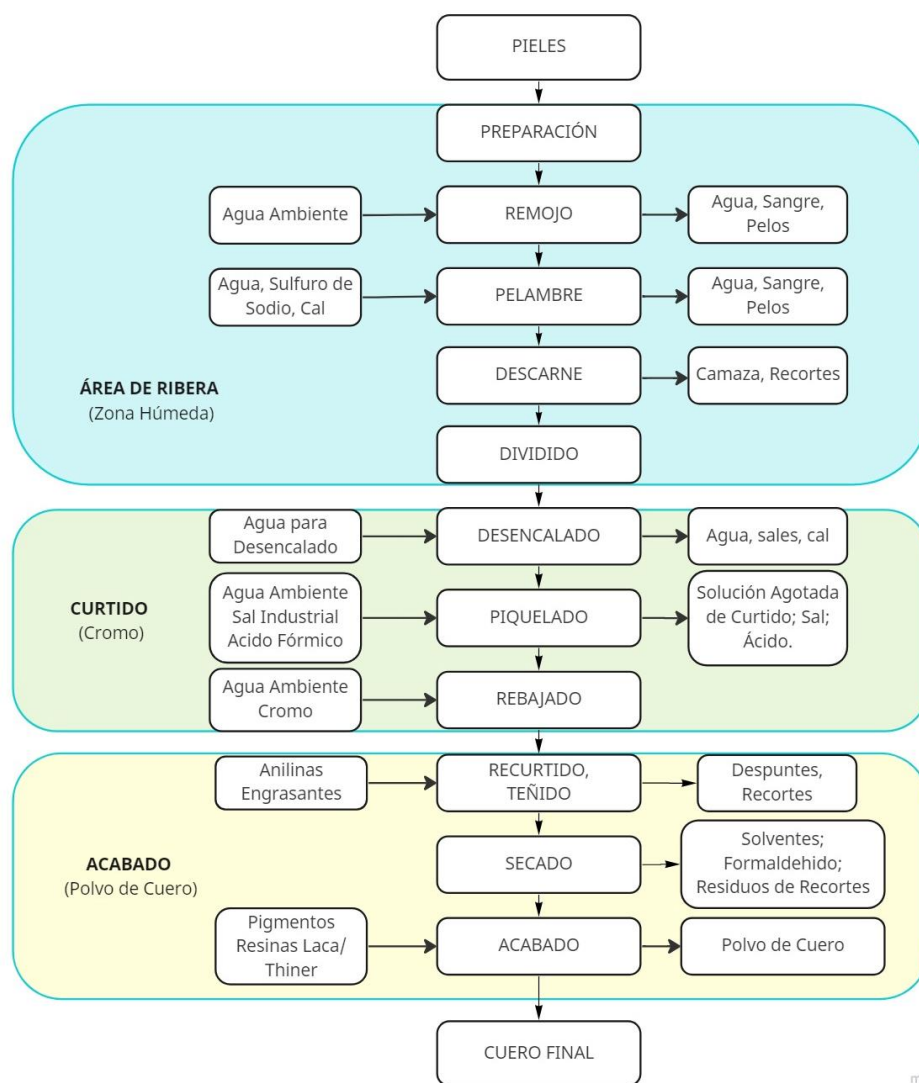 PIELES
PREPARACIÓN
Agua Ambiente
REMOJO
Agua, Sangre,
Pelos
Agua, Sulfuro de
Sodio, Cal
PELAMBRE
Agua, Sangre,
Pelos
DESCARNE
Camaza, Recortes
ÁREA DE RIBERA
(Zona Húmeda)
DIVIDIDO
Agua para
Desencalado
DESENCALADO
Agua, sales, cal
CURTIDO
(Cromo)
Agua Ambiente
Sal Industrial
Acido Fórmico
PIQUELADO
Solución Agotada
de Curtido; Sal;
Ácido.
Agua Ambiente
Cromo
REBAJADO
Anilinas
Engrasantes
RECURTIDO,
TEÑIDO
Despuntes,
Recortes
ACABADO
(Polvo de Cuero)
SECADO
Solventes;
Formaldehido;
Residuos de Recortes
Pigmentos
Resinas Laca/
Thiner
ACABADO
Polvo de Cuero
CUERO FINAL